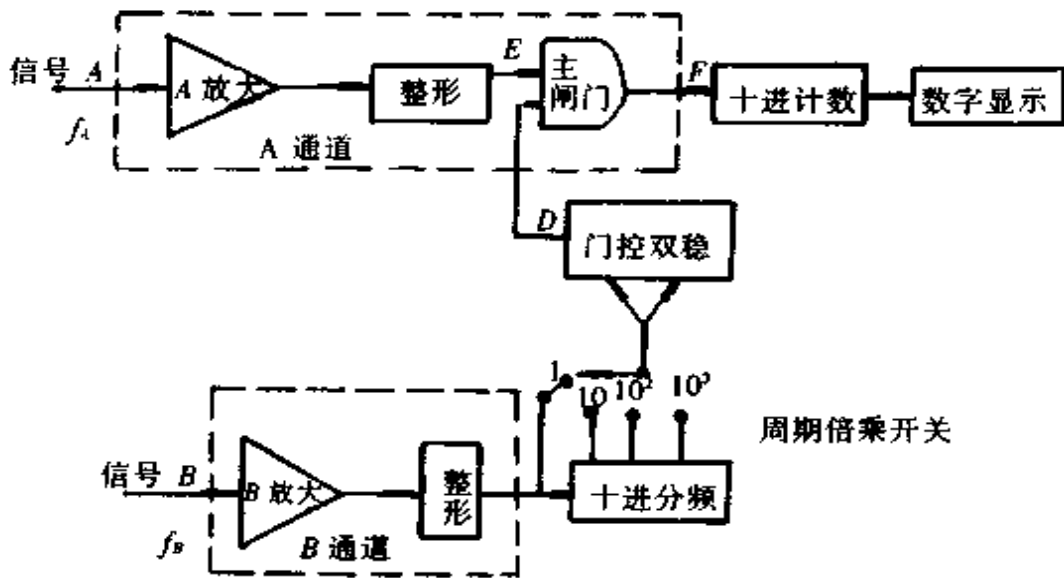 信号 A
f_A
A 放大
整形
E
主闸门
F
十进计数
数字显示
A 通道
D
门控双稳
1
10
10²
10³
周期倍乘开关
信号 B
f_B
B 放大
整形
十进分频
B 通道